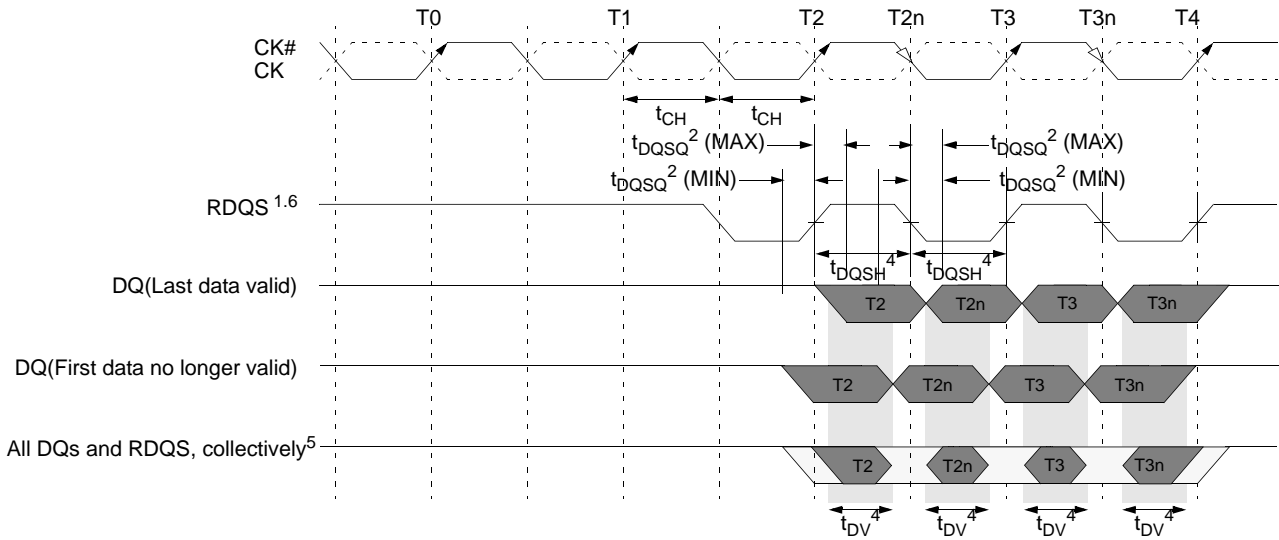 T0 T1 T2 T2n T3 T3n T4
CK#
CK
tCH tCH
tDQSQ2 (MAX) tDQSQ2 (MAX)
tDQSQ2 (MIN) tDQSQ2 (MIN)
RDQS 1.6
tDQSH4 tDQSH4
DQ(Last data valid)
T2 T2n T3 T3n
DQ(First data no longer valid)
T2 T2n T3 T3n
All DQs and RDQS, collectively5
T2 T2n T3 T3n
tDV4 tDV4 tDV4 tDV4